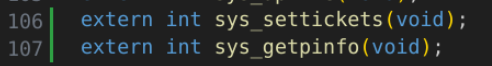 106 extern int sys_settickets(void);
107 extern int sys_getpinfo(void);